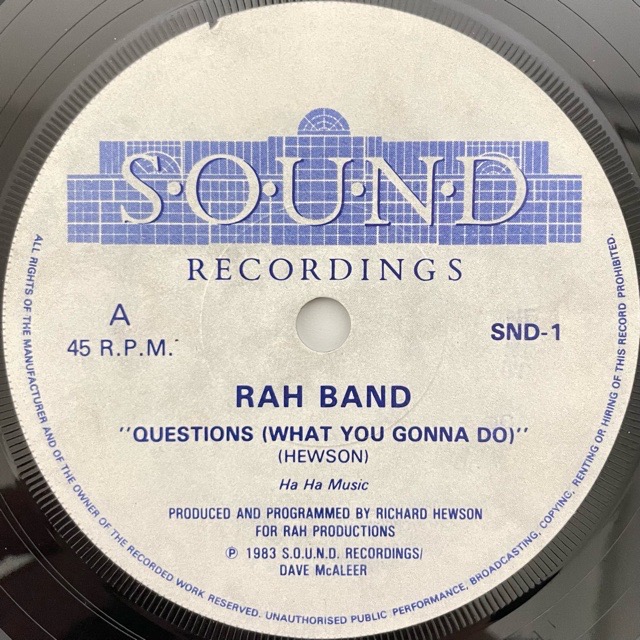 S·O·U·N·D
RECORDINGS
A
45 R.P.M.
SND-1
RAH BAND
"QUESTIONS (WHAT YOU GONNA DO)"
(HEWSON)
Ha Ha Music
PRODUCED AND PROGRAMMED BY RICHARD HEWSON
FOR RAH PRODUCTIONS
℗ 1983 S.O.U.N.D. RECORDINGS/
DAVE McALEER
ALL RIGHTS OF THE MANUFACTURER AND OF THE OWNER OF THE RECORDED WORK RESERVED. UNAUTHORISED PUBLIC PERFORMANCE, BROADCASTING, COPYING, RENTING OR HIRING OF THIS RECORD PROHIBITED.